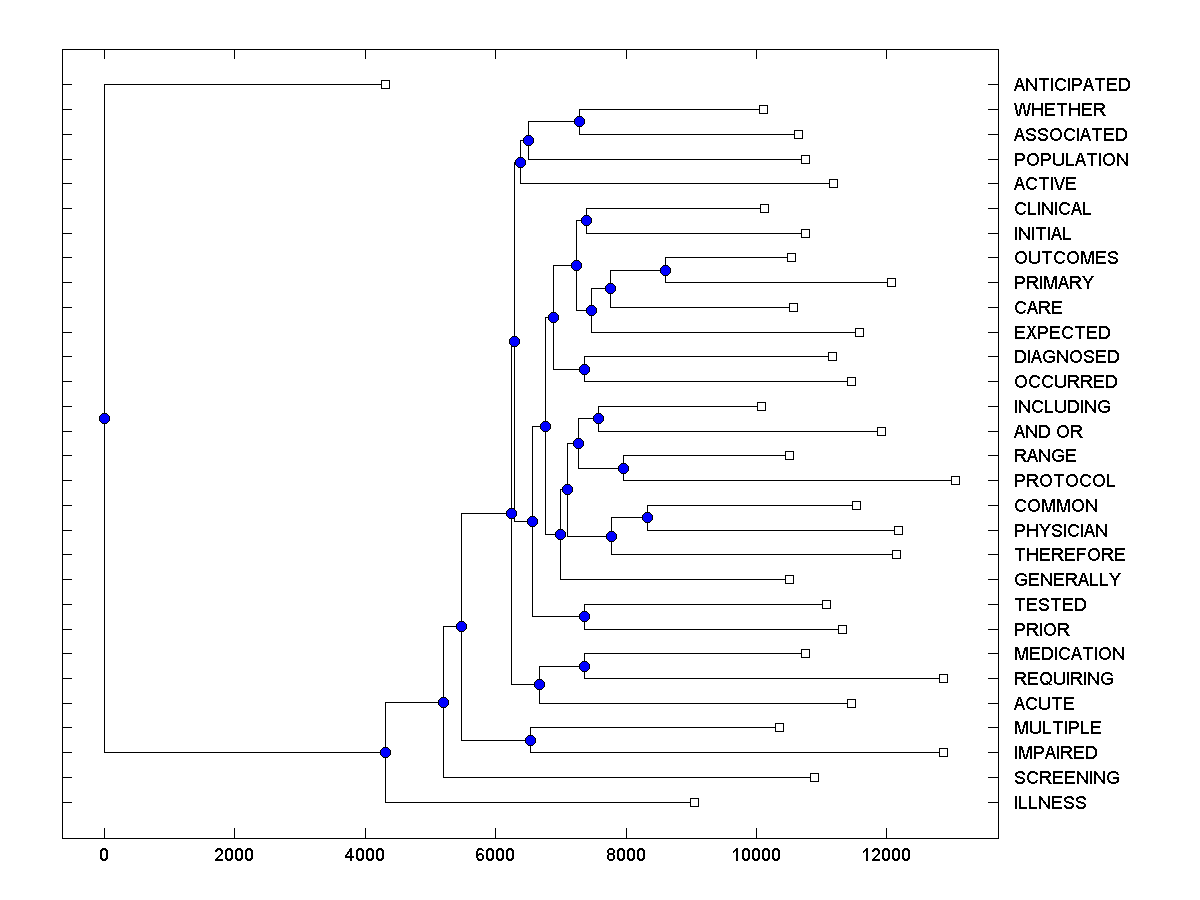 ANTICIPATED
WHETHER
ASSOCIATED
POPULATION
ACTIVE
CLINICAL
INITIAL
OUTCOMES
PRIMARY
CARE
EXPECTED
DIAGNOSED
OCCURRED
INCLUDING
AND OR
RANGE
PROTOCOL
COMMON
PHYSICIAN
THEREFORE
GENERALLY
TESTED
PRIOR
MEDICATION
REQUIRING
ACUTE
MULTIPLE
IMPAIRED
SCREENING
ILLNESS
0 2000 4000 6000 8000 10000 12000